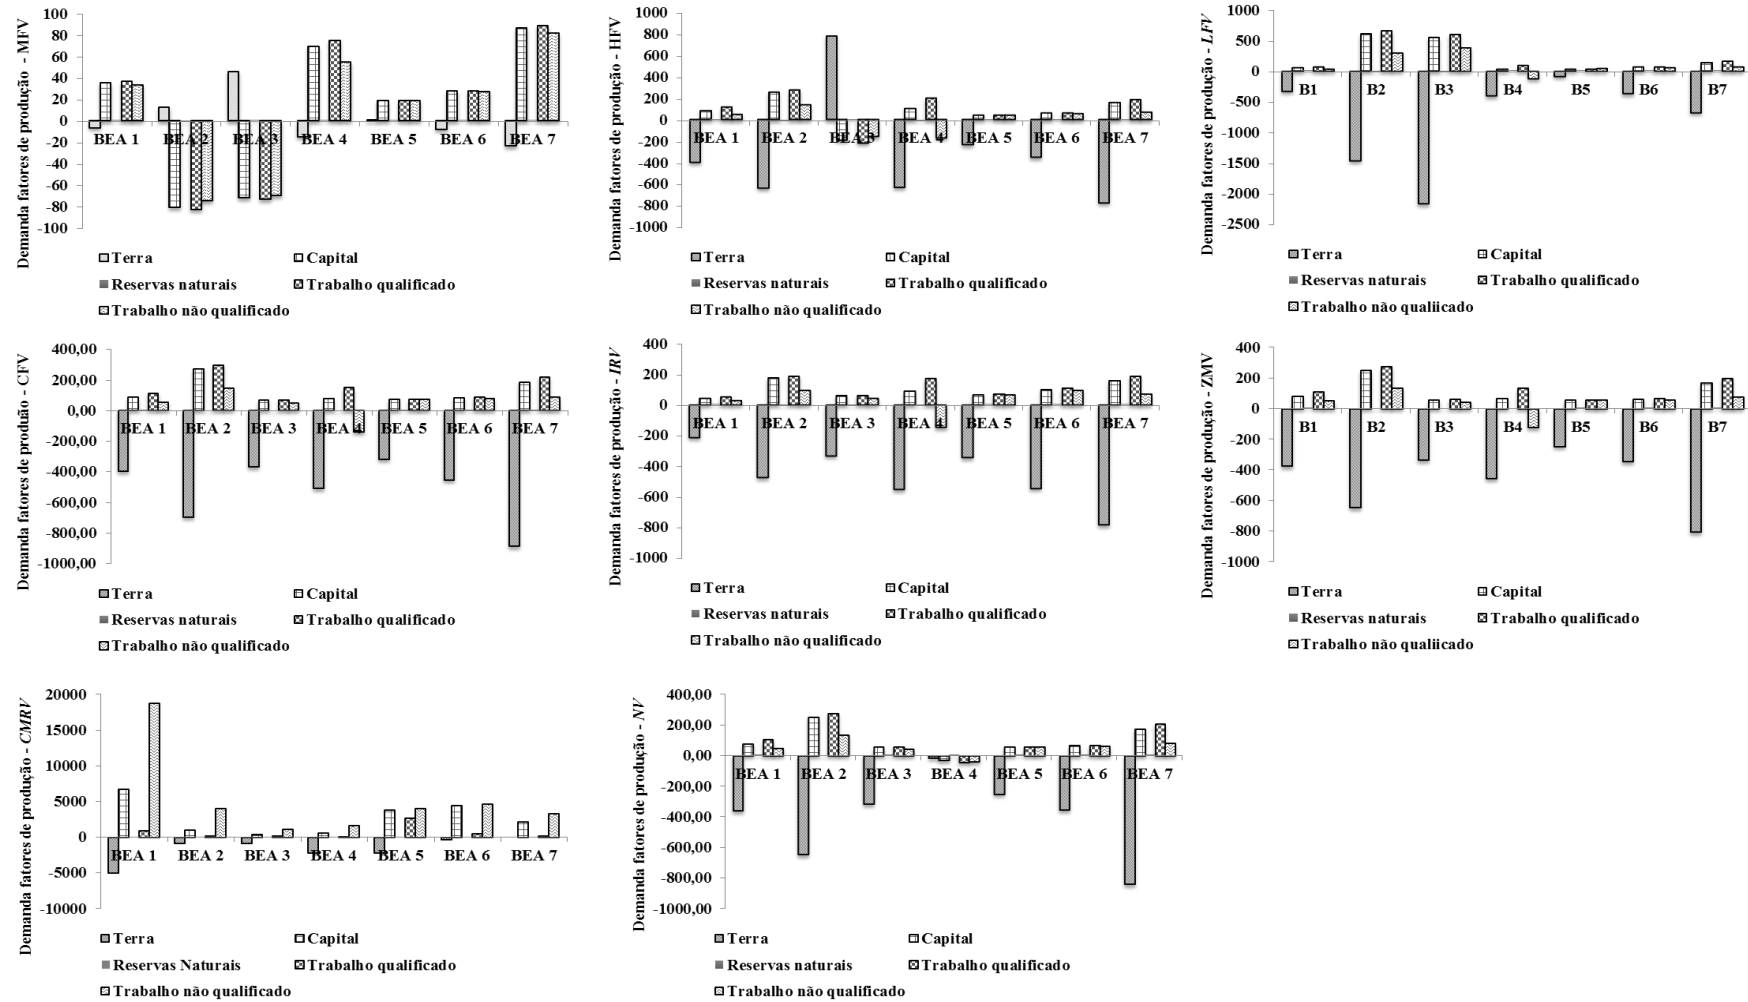 Demanda fatores de produção - MFV
100
80
60
40
20
0
-20
-40
-60
-80
-100
BEA 1 BEA 2 BEA 3 BEA 4 BEA 5 BEA 6 BEA 7
Terra Capital
Reservas naturais Trabalho qualificado
Trabalho não qualificado
Demanda fatores de produção - HFV
1000
800
600
400
200
0
-200
-400
-600
-800
-1000
BEA 1 BEA 2 BEA 3 BEA 4 BEA 5 BEA 6 BEA 7
Terra Capital
Reservas naturais Trabalho qualificado
Trabalho não qualificado
Demanda fatores de produção - LFV
1000
500
0
-500
-1000
-1500
-2000
-2500
B1 B2 B3 B4 B5 B6 B7
Terra Capital
Reservas naturais Trabalho qualificado
Trabalho não qualiicado
Demanda fatores de produtão - CFV
400,00
200,00
0,00
-200,00
-400,00
-600,00
-800,00
-1000,00
BEA 1 BEA 2 BEA 3 BEA 4 BEA 5 BEA 6 BEA 7
Terra Capital
Reservas naturais Trabalho qualificado
Trabalho não qualificado
Demanda fatores de produção - IRV
400
200
0
-200
-400
-600
-800
-1000
BEA 1 BEA 2 BEA 3 BEA 4 BEA 5 BEA 6 BEA 7
Terra Capital
Reservas naturais Trabalho qualificado
Trabalho não qualificado
Demanda fatores de produção - ZMV
400
200
0
-200
-400
-600
-800
-1000
B1 B2 B3 B4 B5 B6 B7
Terra Capital
Reservas naturais Trabalho qualificado
Trabalho não qualiicado
Demanda fatores de produção - CMRV
20000
15000
10000
5000
0
-5000
-10000
BEA 1 BEA 2 BEA 3 BEA 4 BEA 5 BEA 6 BEA 7
Terra Capital
Reservas Naturais Trabalho qualificado
Trabalho não qualificado
Demanda fatores de produção - NV
400,00
200,00
0,00
-200,00
-400,00
-600,00
-800,00
-1000,00
BEA 1 BEA 2 BEA 3 BEA 4 BEA 5 BEA 6 BEA 7
Terra Capital
Reservas naturais Trabalho qualificado
Trabalho não qualificado